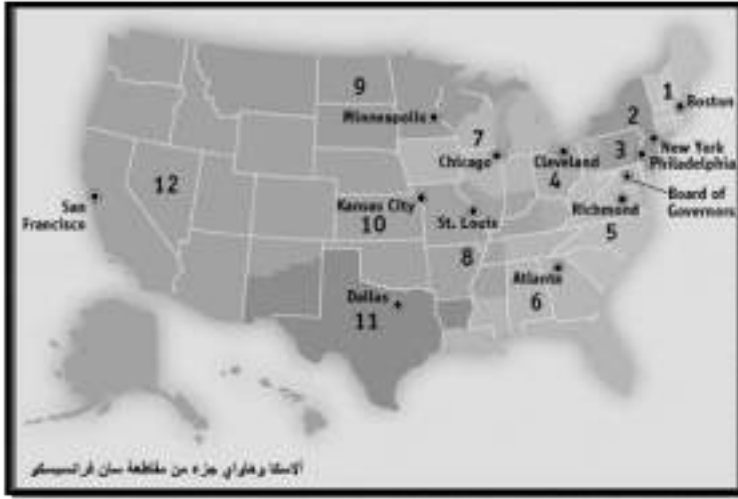 1
Boston
2
9
Minneapolis
7
3
New York
Philadelphia
Chicago
Cleveland
4
12
Board of
Governors
San
Francisco
Kansas City
10
St. Louis
Richmond
5
8
Atlanta
6
Dallas
11
ألاسكا وهاواي جزء من مقاطعة سان فرانسيسكو